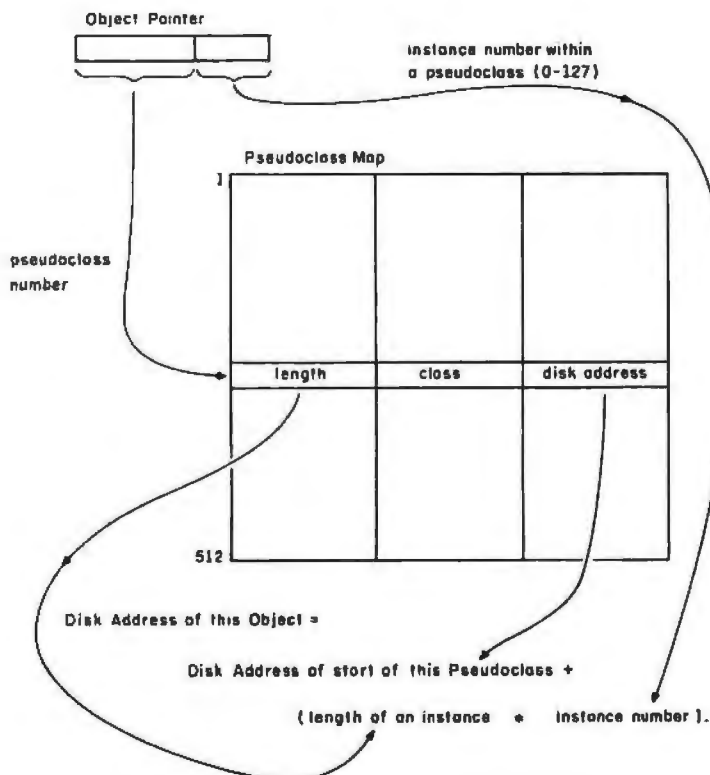 Object Pointer
instance number within
a pseudoclass (0-127)
Pseudoclass Map
1
pseudoclass
number
length class disk address
512
Disk Address of this Object =
Disk Address of start of this Pseudoclass +
(length of an instance * instance number).